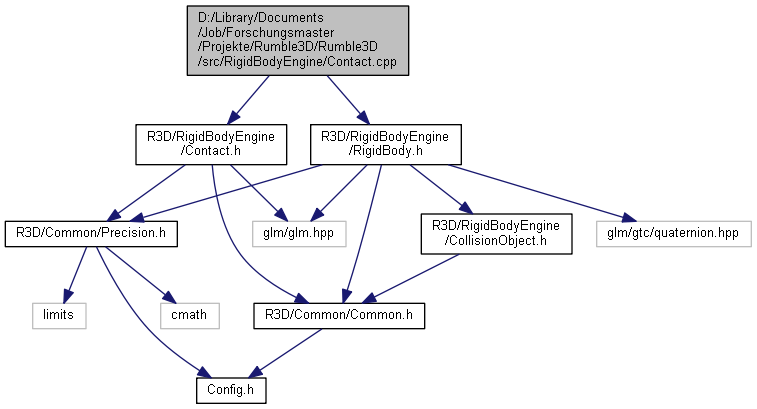 D:/Library/Documents
/Job/Forschungsmaster
/Projekte/Rumble3D/Rumble3D
/src/RigidBodyEngine/Contact.cpp
R3D/RigidBodyEngine
/Contact.h
R3D/RigidBodyEngine
/RigidBody.h
R3D/Common/Precision.h
glm/glm.hpp
R3D/RigidBodyEngine
/CollisionObject.h
glm/gtc/quaternion.hpp
limits
cmath
R3D/Common/Common.h
Config.h